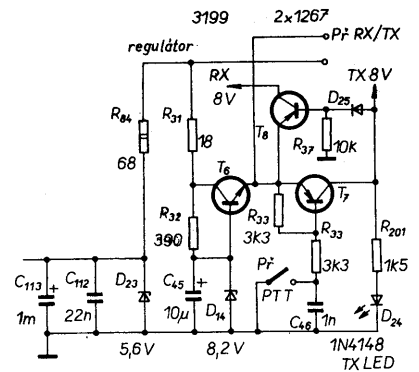 3199
2x1267
Př RX/TX
regulátor
RX
8V
TX 8V
D25
R84
R31
T8
68
18
R37
10k
T6
T7
R32
390
R33
3k3
R33
3k3
R201
1k5
Př
PTT
C113
1m
C112
22n
D23
C45
10µ
D14
C46
1n
D24
5,6V
8,2V
1N4148
TX LED